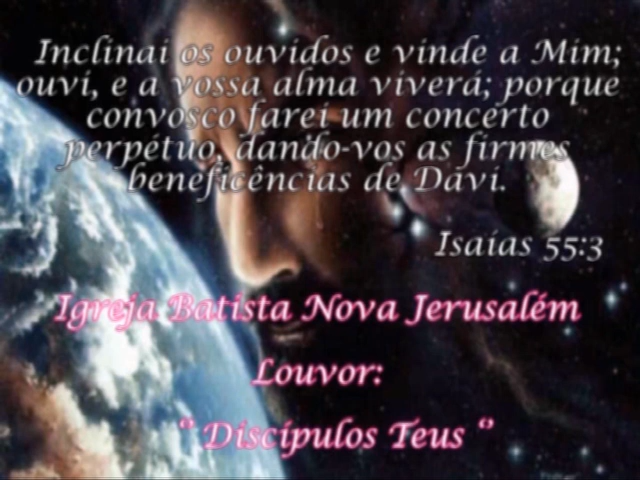 Inclinai os ouvidos e vinde a Mim;
ouvi, e a vossa alma viverá; porque
convosco farei um concerto
perpétuo, dando-vos as firmes
beneficências de Davi.
Isaías 55:3
Igreja Batista Nova Jerusalém
Louvor:
“ Discípulos Teus ”